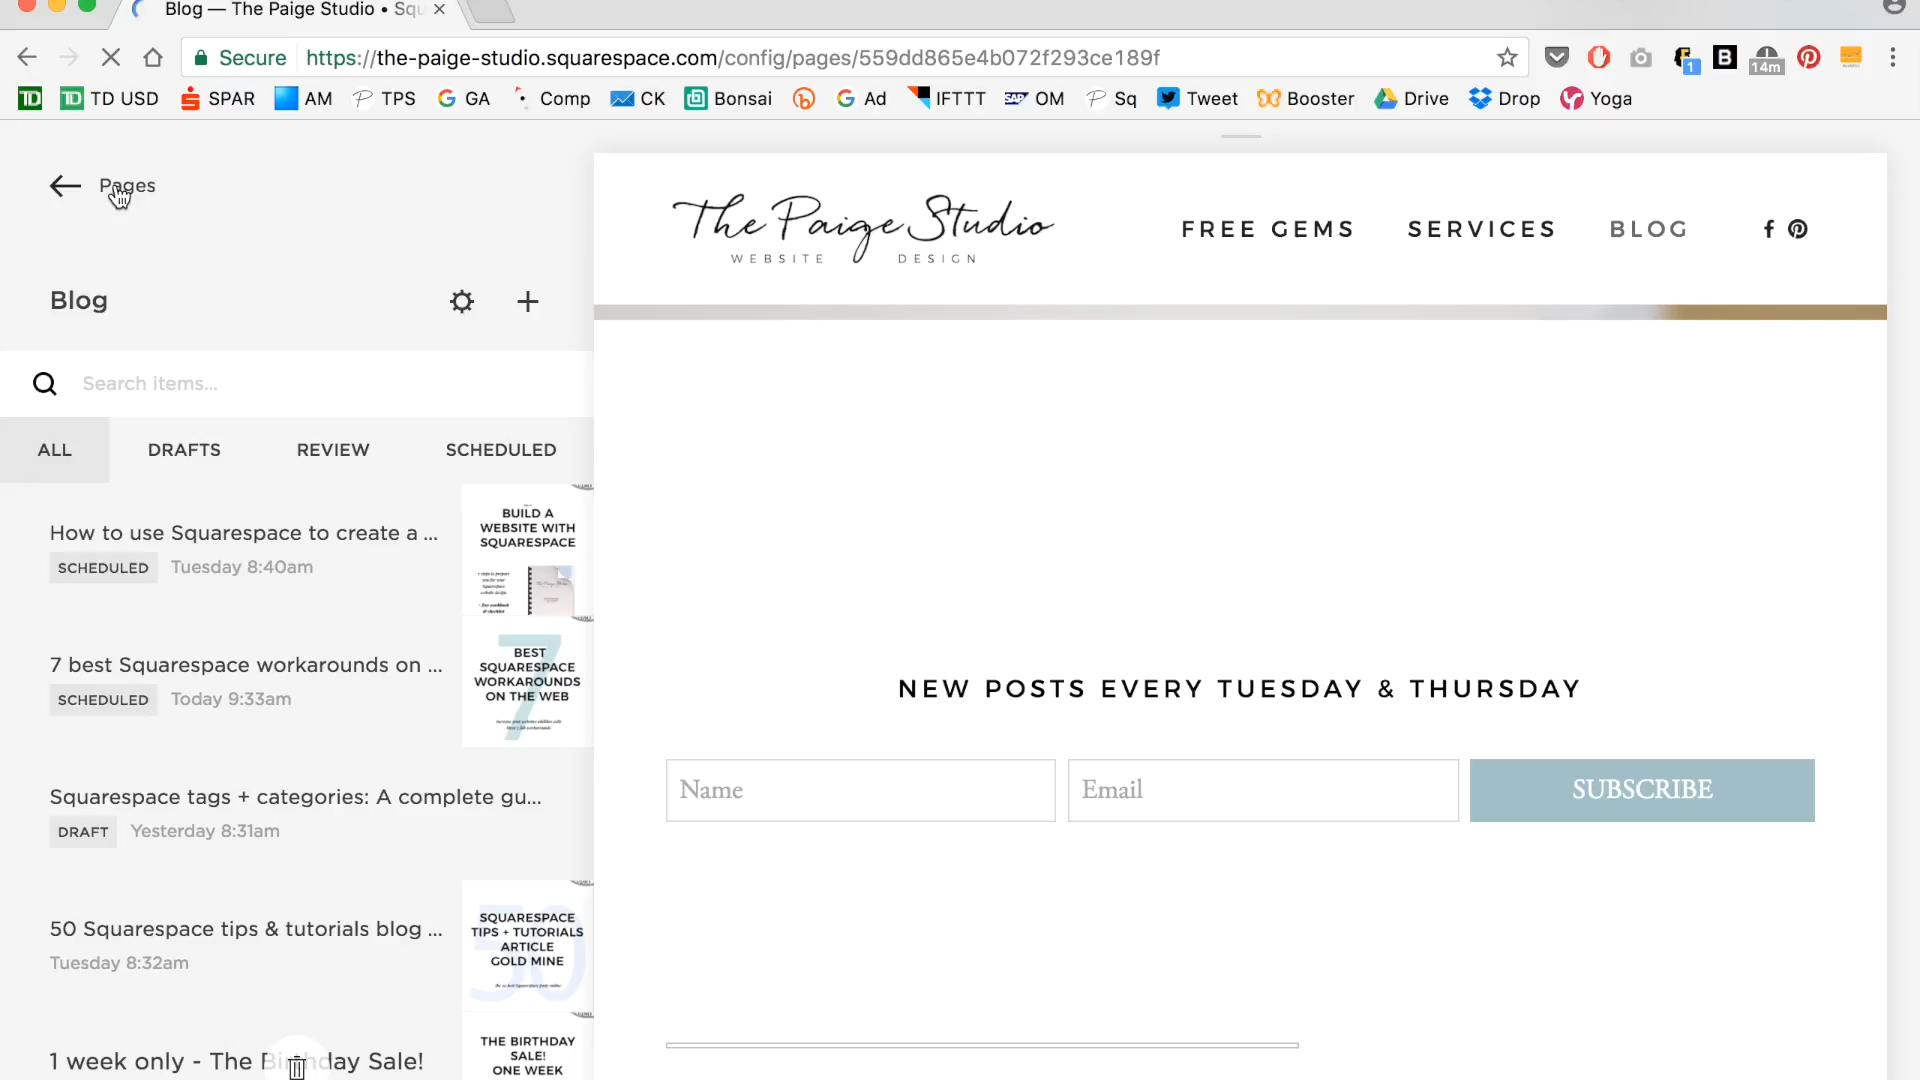 Blog — The Paige Studio • Squ
Secure
https://the-paige-studio.squarespace.com/config/pages/559dd865e4b072f293ce189f
1
B
14m
TD
TD USD
SPAR
AM
TPS
GA
Comp
CK
Bonsai
Ad
IFTTT
OM
Sq
Tweet
Booster
Drive
Drop
Yoga
Pages
The Paige Studio
WEBSITE DESIGN
FREE GEMS
SERVICES
BLOG
Blog
Search items...
ALL
DRAFTS
REVIEW
SCHEDULED
How to use Squarespace to create a ...
SCHEDULED
Tuesday 8:40am
BUILD A
WEBSITE WITH
SQUARESPACE
7 best Squarespace workarounds on ...
SCHEDULED
Today 9:33am
7
BEST
SQUARESPACE
WORKAROUNDS
ON THE WEB
NEW POSTS EVERY TUESDAY & THURSDAY
Name
Email
SUBSCRIBE
Squarespace tags + categories: A complete gu...
DRAFT
Yesterday 8:31am
50 Squarespace tips & tutorials blog ...
Tuesday 8:32am
50
SQUARESPACE
TIPS + TUTORIALS
ARTICLE
GOLD MINE
1 week only - The Birthday Sale!
THE BIRTHDAY
SALE!
ONE WEEK